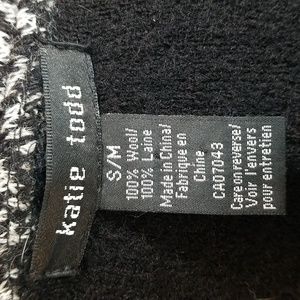 katie todd
S/M
100% Wool/
100% Laine
Made in China/
Fabrique en
Chine
CA07043
Care on reverse/
Voir l'envers
pour entretien